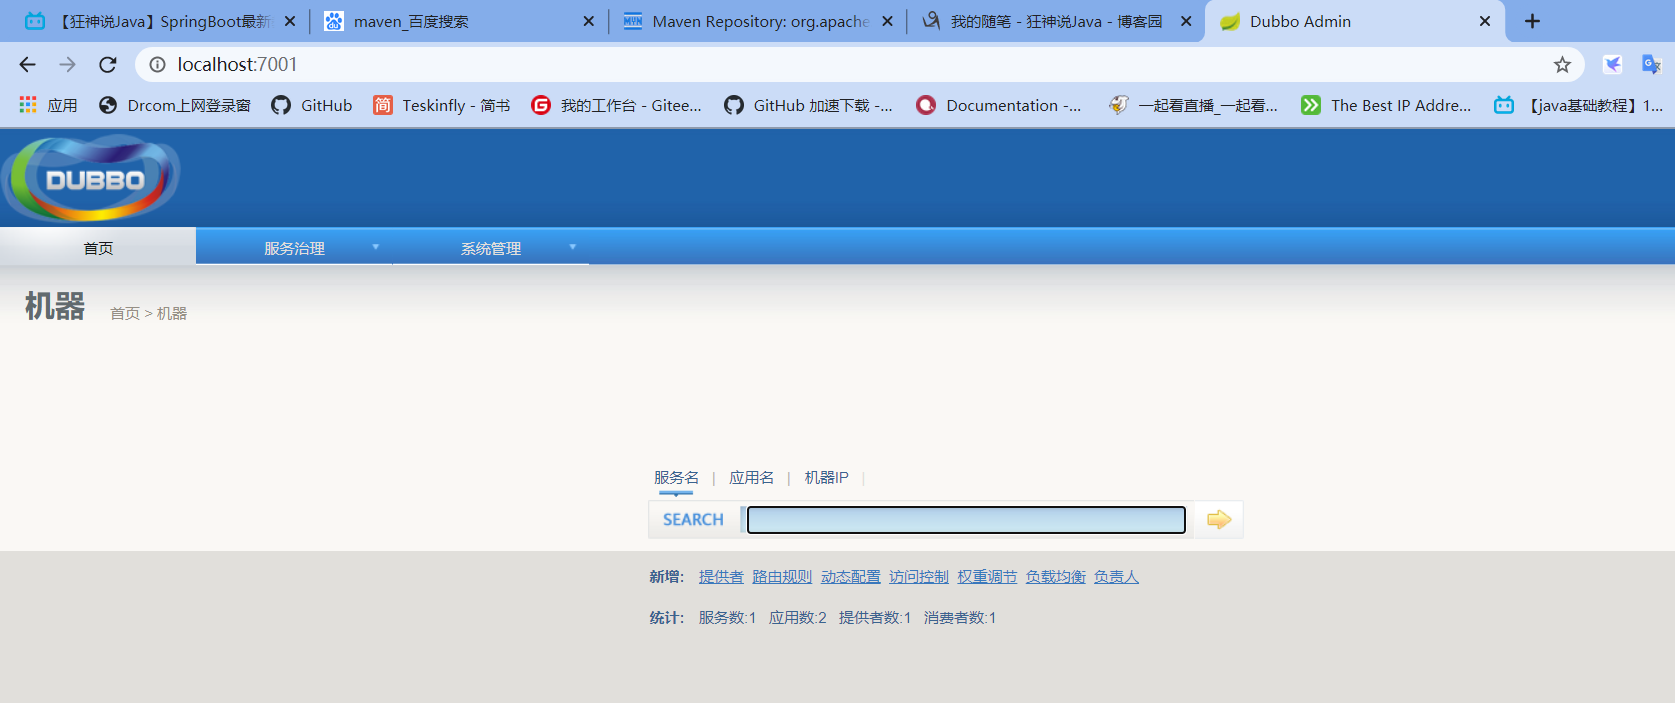 【狂神说Java】SpringBoot最新 maven_百度搜索 Maven Repository: org.apache 我的随笔 - 狂神说Java - 博客园 Dubbo Admin
localhost:7001
应用 Drcom上网登录窗 GitHub Teskinfly - 简书 我的工作台 - Gitee... GitHub 加速下载 -... Documentation -... 一起看直播_一起看... The Best IP Addre... 【java基础教程】1...
DUBBO
首页 服务治理 系统管理
机器 首页 > 机器
服务名 | 应用名 | 机器IP |
SEARCH
新增: 提供者 路由规则 动态配置 访问控制 权重调节 负载均衡 负责人
统计: 服务数:1 应用数:2 提供者数:1 消费者数:1